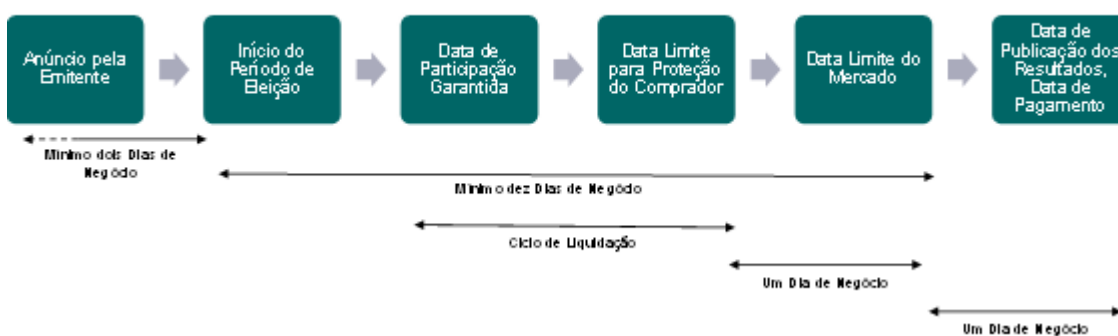 Anúncio pela
Emitente
Início do
Período de
Eleição
Data de
Participação
Garantida
Data Limite
para Proteção
do Comprador
Data Limite do
Mercado
Data de
Publicação dos
Resultados,
Data de
Pagamento
Mínimo dois Dias de
Negócio
Mínimo dez Dias de Negócio
Ciclo de Liquidação
Um Dia de Negócio
Um Dia de Negócio